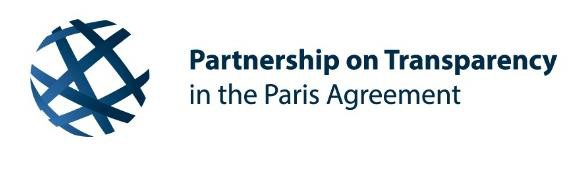 Partnership on Transparency
in the Paris Agreement